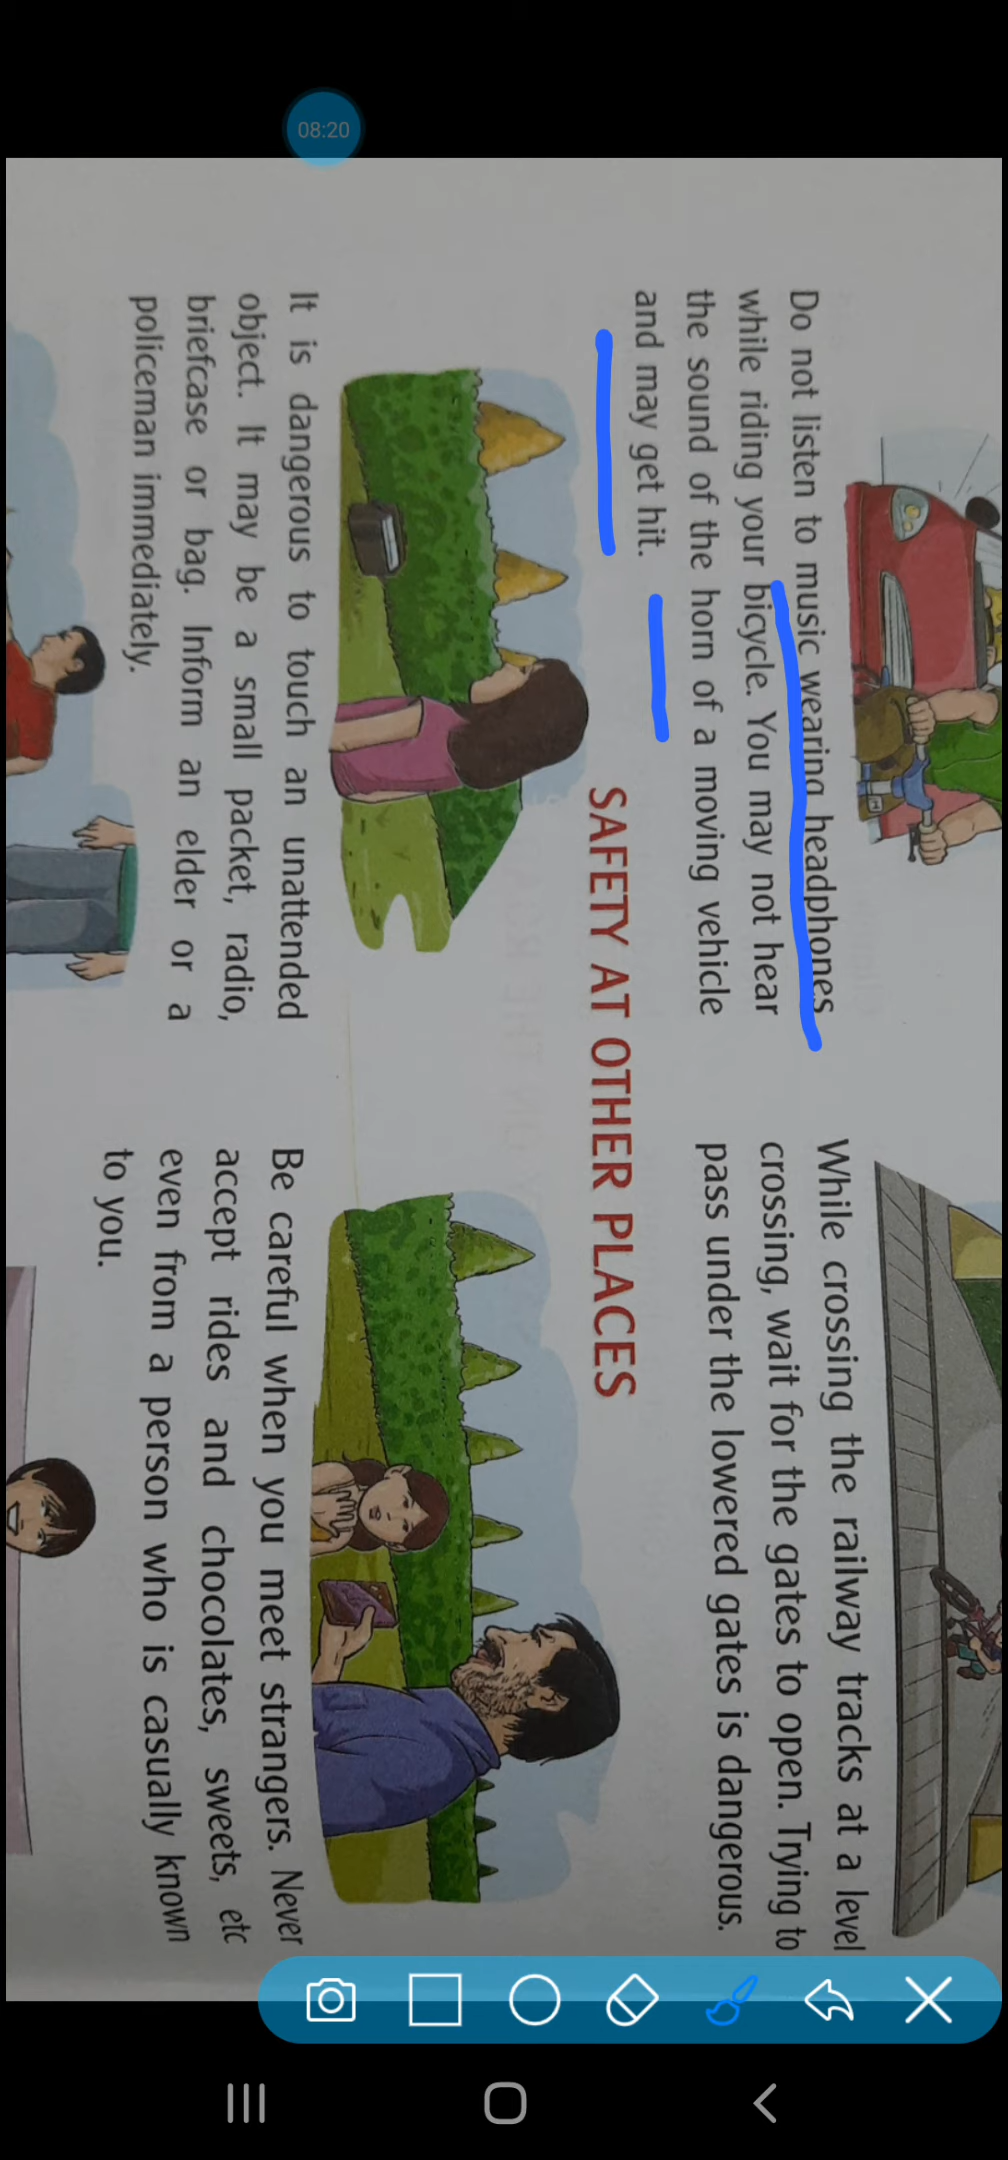 08:20
Do not listen to music wearing headphones
while riding your bicycle. You may not hear
the sound of the horn of a moving vehicle
and may get hit.
While crossing the railway tracks at a level
crossing, wait for the gates to open. Trying to
pass under the lowered gates is dangerous.
SAFETY AT OTHER PLACES
It is dangerous to touch an unattended
object. It may be a small packet, radio,
briefcase or bag. Inform an elder or a
policeman immediately.
Be careful when you meet strangers. Never
accept rides and chocolates, sweets, etc
even from a person who is casually known
to you.